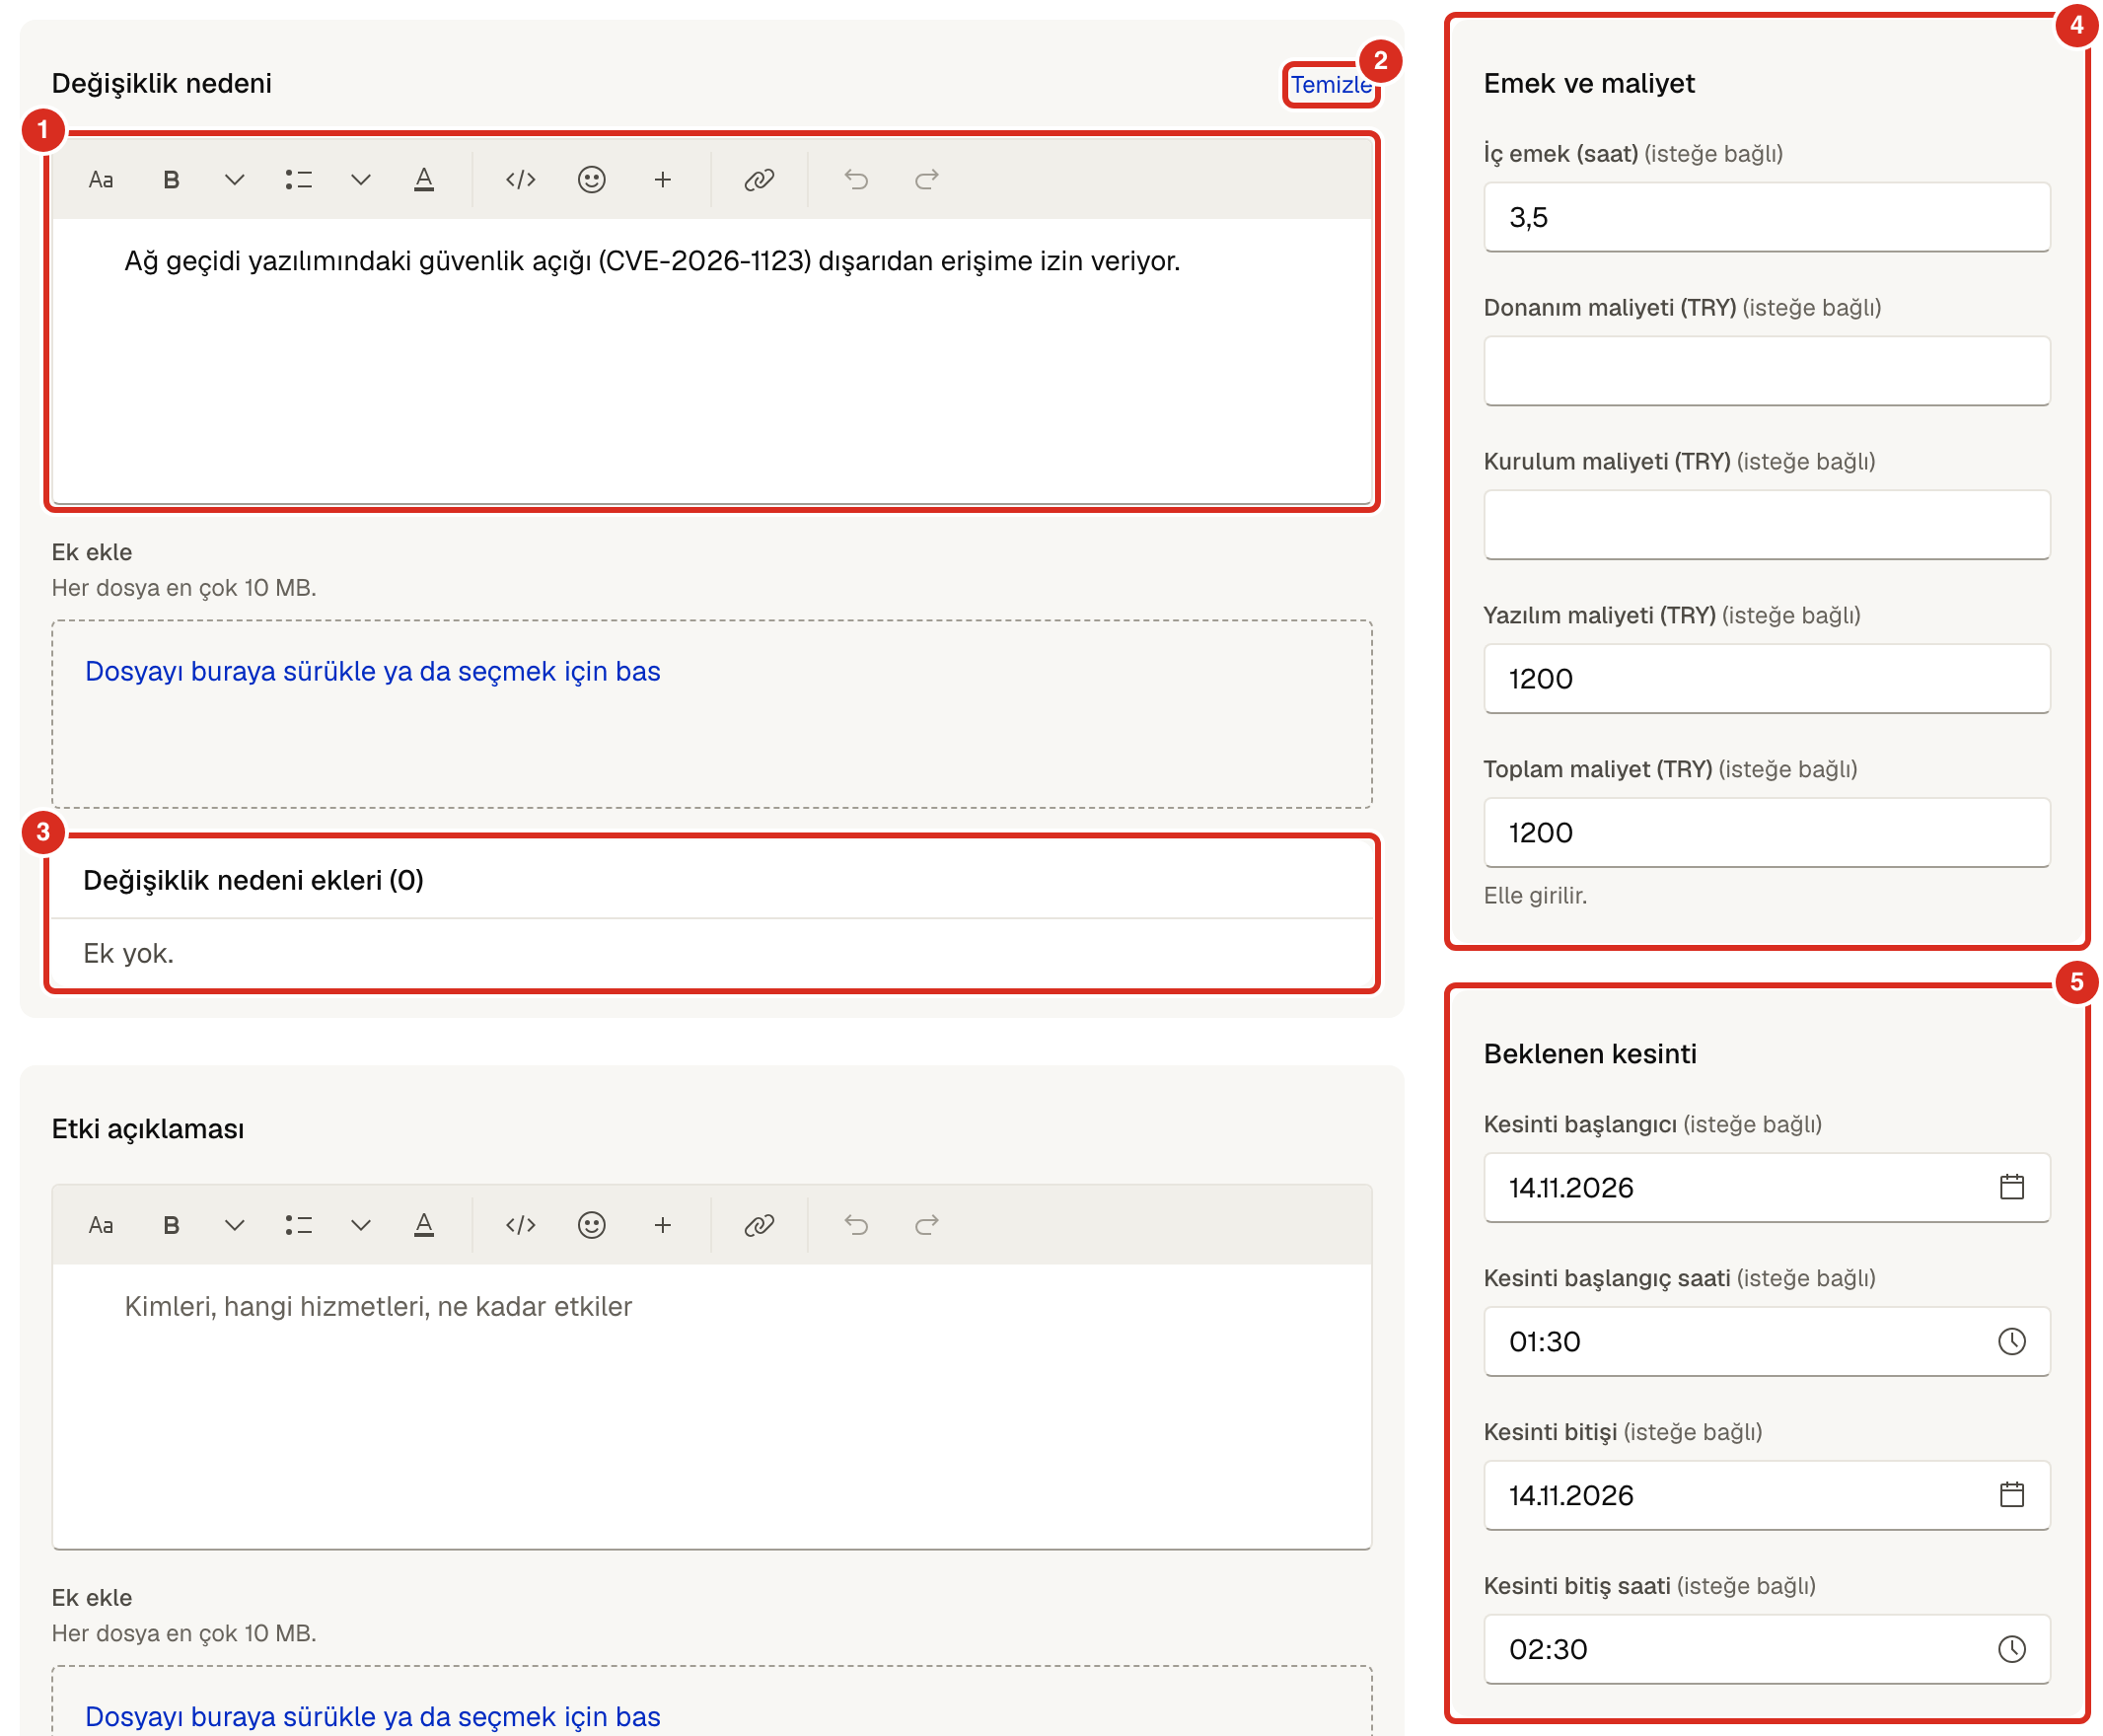 Değişiklik nedeni
Temizle
2
1
Aa B A </> +
Ağ geçidi yazılımındaki güvenlik açığı (CVE-2026-1123) dışarıdan erişime izin veriyor.
Ek ekle
Her dosya en çok 10 MB.
Dosyayı buraya sürükle ya da seçmek için bas
3
Değişiklik nedeni ekleri (0)
Ek yok.
Etki açıklaması
Aa B A </> +
Kimleri, hangi hizmetleri, ne kadar etkiler
Ek ekle
Her dosya en çok 10 MB.
Dosyayı buraya sürükle ya da seçmek için bas
4
Emek ve maliyet
İç emek (saat) (isteğe bağlı)
3,5
Donanım maliyeti (TRY) (isteğe bağlı)
Kurulum maliyeti (TRY) (isteğe bağlı)
Yazılım maliyeti (TRY) (isteğe bağlı)
1200
Toplam maliyet (TRY) (isteğe bağlı)
1200
Elle girilir.
5
Beklenen kesinti
Kesinti başlangıcı (isteğe bağlı)
14.11.2026
Kesinti başlangıç saati (isteğe bağlı)
01:30
Kesinti bitişi (isteğe bağlı)
14.11.2026
Kesinti bitiş saati (isteğe bağlı)
02:30